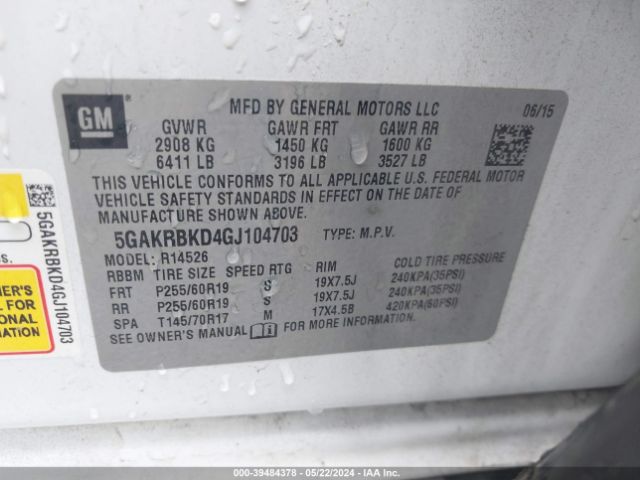 GM
MFD BY GENERAL MOTORS LLC 06/15
GVWR GAWR FRT GAWR RR
2908 KG 1450 KG 1600 KG
6411 LB 3196 LB 3527 LB
THIS VEHICLE CONFORMS TO ALL APPLICABLE U.S. FEDERAL MOTOR
VEHICLE SAFETY STANDARDS IN EFFECT ON THE DATE OF
MANUFACTURE SHOWN ABOVE.
5GAKRBKD4GJ104703 TYPE: M.P.V.
MODEL: R14526
RBBM TIRE SIZE SPEED RTG RIM COLD TIRE PRESSURE
FRT P255/60R19 S 19X7.5J 240KPA(35PSI)
RR P255/60R19 S 19X7.5J 240KPA(35PSI)
SPA T145/70R17 M 17X4.5B 420KPA(60PSI)
SEE OWNER'S MANUAL FOR MORE INFORMATION.
5GAKRBKD4GJ104703
S.
NER'S
FOR
ONAL
ON
000-39484378 - 05/22/2024 - IAA Inc.